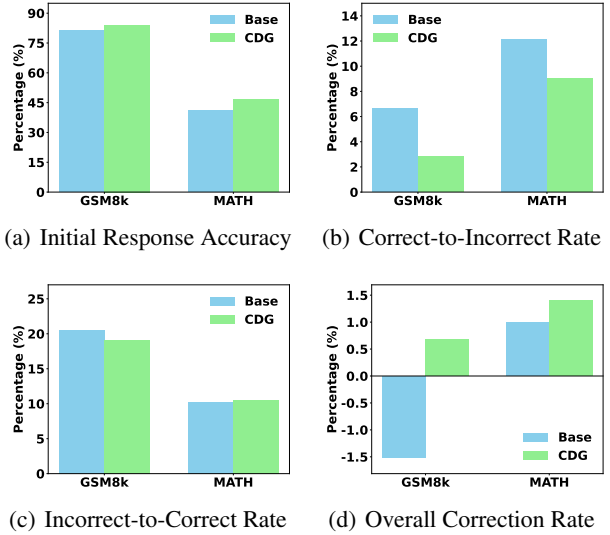 90
75
60
45
30
15
0
Percentage (%)
Base
CDG
GSM8k
MATH
(a) Initial Response Accuracy
14
12
10
8
6
4
2
0
Percentage (%)
Base
CDG
GSM8k
MATH
(b) Correct-to-Incorrect Rate
25
20
15
10
5
0
Percentage (%)
Base
CDG
GSM8k
MATH
(c) Incorrect-to-Correct Rate
1.5
1.0
0.5
0.0
-0.5
-1.0
-1.5
Percentage (%)
Base
CDG
GSM8k
MATH
(d) Overall Correction Rate